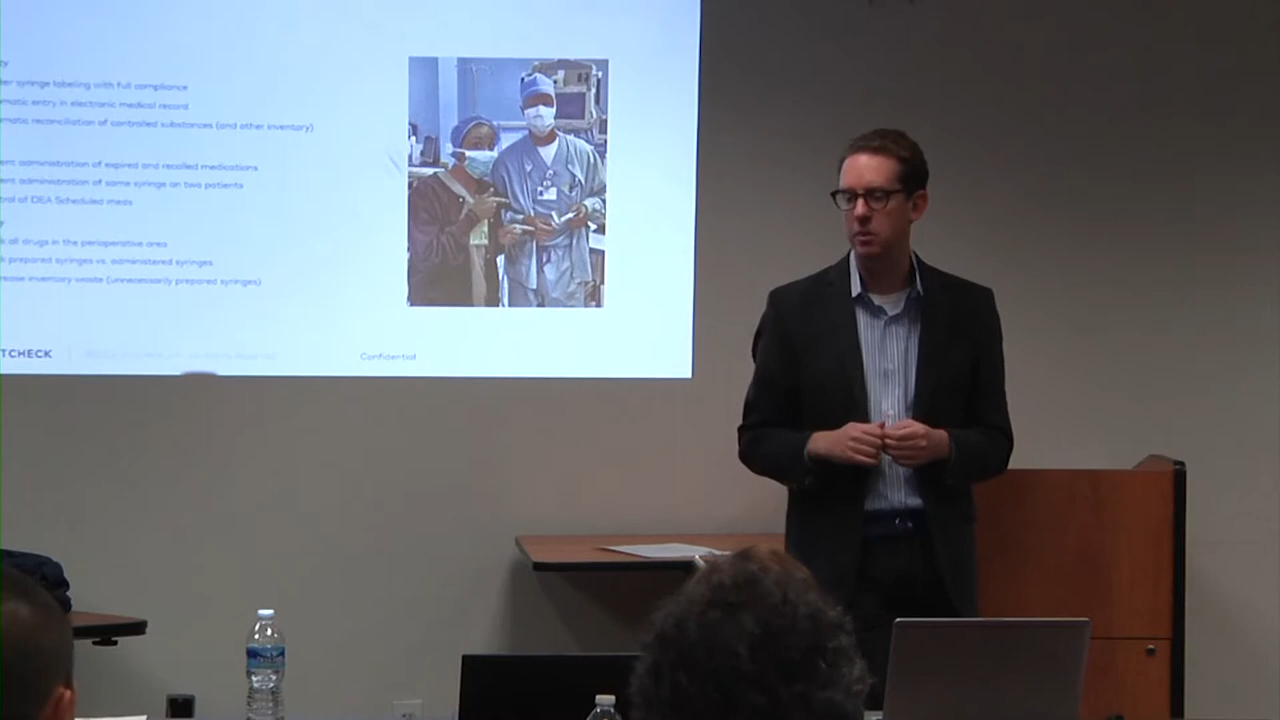 er syringe labeling with full compliance
matic entry in electronic medical record
matic reconciliation of controlled substances (and other inventory)
ent administration of expired and recalled medications
ent administration of same syringe on two patients
trol of DEA Scheduled meds
all drugs in the perioperative area
prepared syringes vs. administered syringes
rease inventory waste (unnecessarily prepared syringes)
TCHECK
Confidential